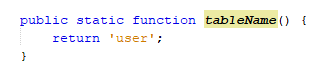 public static function tableName() {
    return 'user';
}